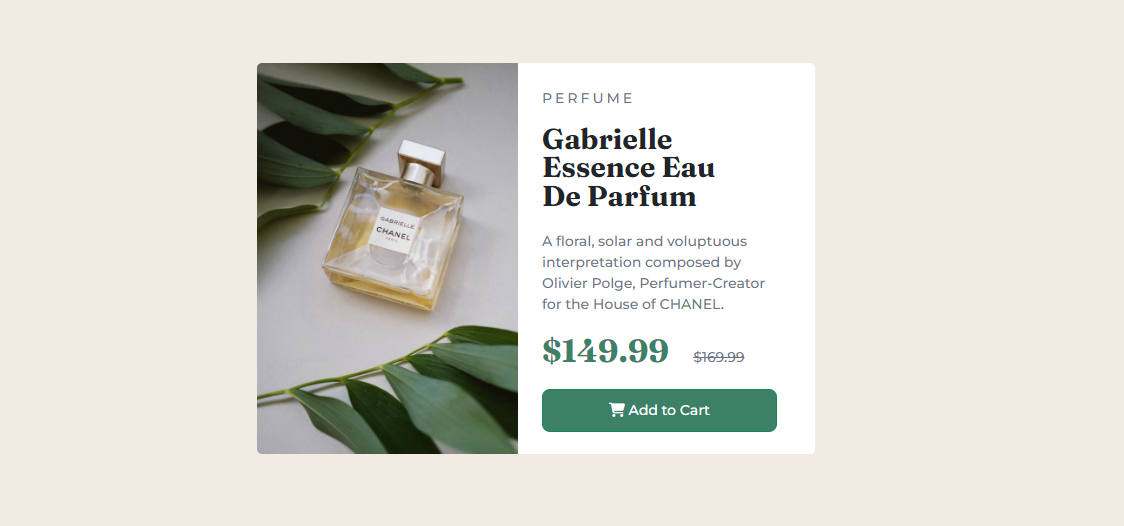 GABRIELLE
CHANEL
PARIS
PERFUME
Gabrielle
Essence Eau
De Parfum
A floral, solar and voluptuous
interpretation composed by
Olivier Polge, Perfumer-Creator
for the House of CHANEL.
$149.99 $169.99
Add to Cart